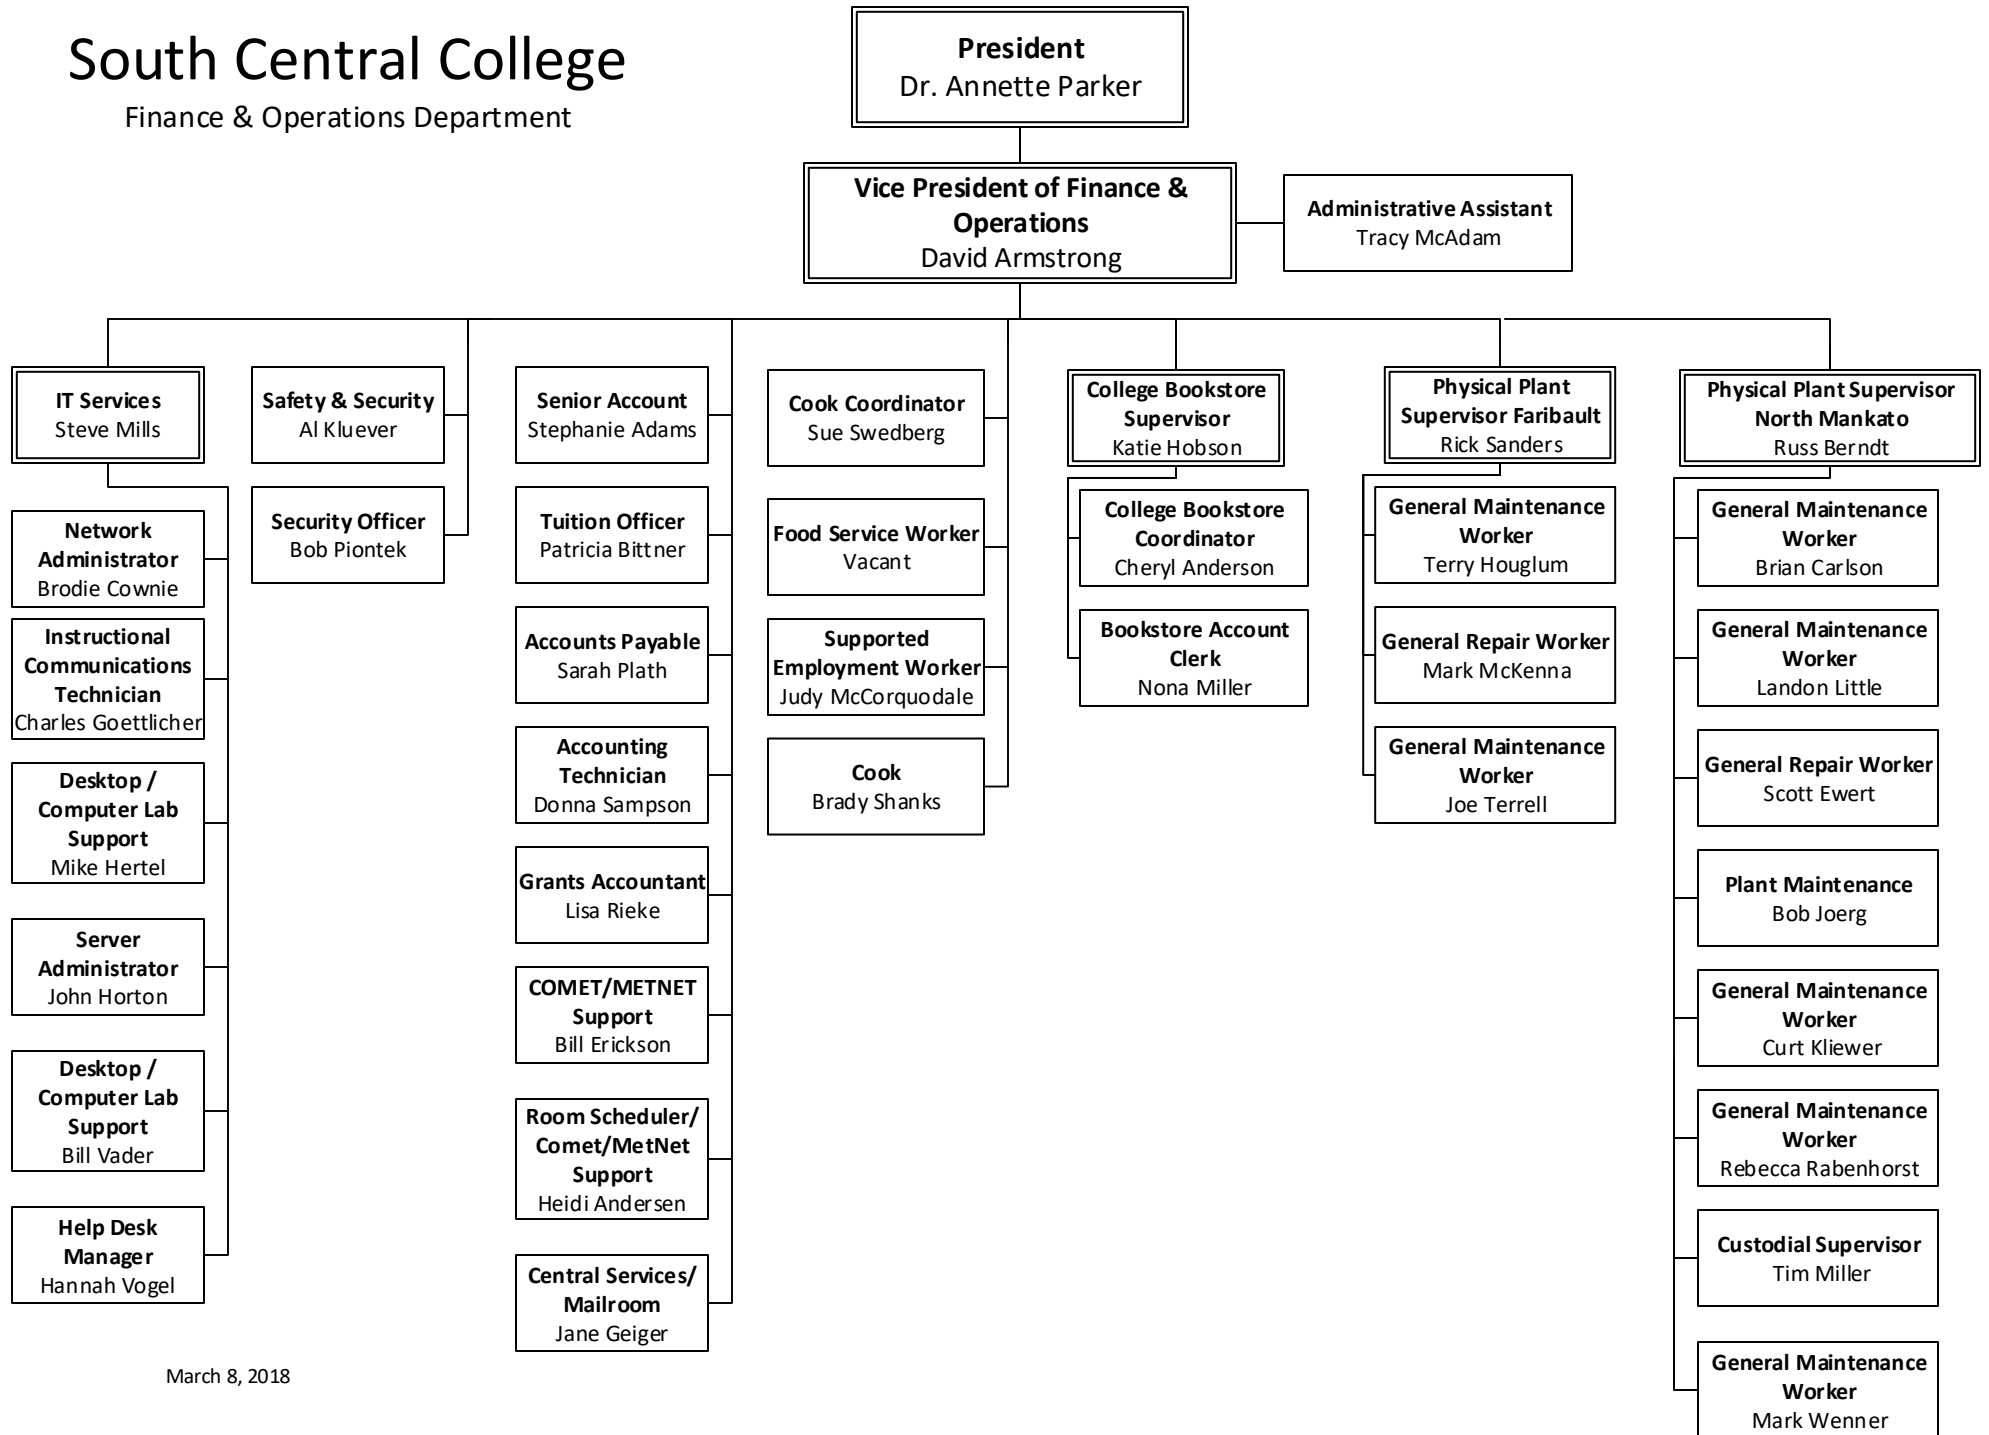 South Central College
Finance & Operations Department
President
Dr. Annette Parker
Vice President of Finance &
Operations
David Armstrong
Administrative Assistant
Tracy McAdam
IT Services
Steve Mills
Network
Administrator
Brodie Cownie
Instructional
Communications
Technician
Charles Goettlicher
Desktop /
Computer Lab
Support
Mike Hertel
Server
Administrator
John Horton
Desktop /
Computer Lab
Support
Bill Vader
Help Desk
Manager
Hannah Vogel
Safety & Security
Al Kluever
Security Officer
Bob Piontek
Senior Account
Stephanie Adams
Tuition Officer
Patricia Bittner
Accounts Payable
Sarah Plath
Accounting
Technician
Donna Sampson
Grants Accountant
Lisa Rieke
COMET/METNET
Support
Bill Erickson
Room Scheduler/
Comet/MetNet
Support
Heidi Andersen
Central Services/
Mailroom
Jane Geiger
Cook Coordinator
Sue Swedberg
Food Service Worker
Vacant
Supported
Employment Worker
Judy McCorquodale
Cook
Brady Shanks
College Bookstore
Supervisor
Katie Hobson
College Bookstore
Coordinator
Cheryl Anderson
Bookstore Account
Clerk
Nona Miller
Physical Plant
Supervisor Faribault
Rick Sanders
General Maintenance
Worker
Terry Houglum
General Repair Worker
Mark McKenna
General Maintenance
Worker
Joe Terrell
Physical Plant Supervisor
North Mankato
Russ Berndt
General Maintenance
Worker
Brian Carlson
General Maintenance
Worker
Landon Little
General Repair Worker
Scott Ewert
Plant Maintenance
Bob Joerg
General Maintenance
Worker
Curt Kliewer
General Maintenance
Worker
Rebecca Rabenhorst
Custodial Supervisor
Tim Miller
General Maintenance
Worker
Mark Wenner
March 8, 2018